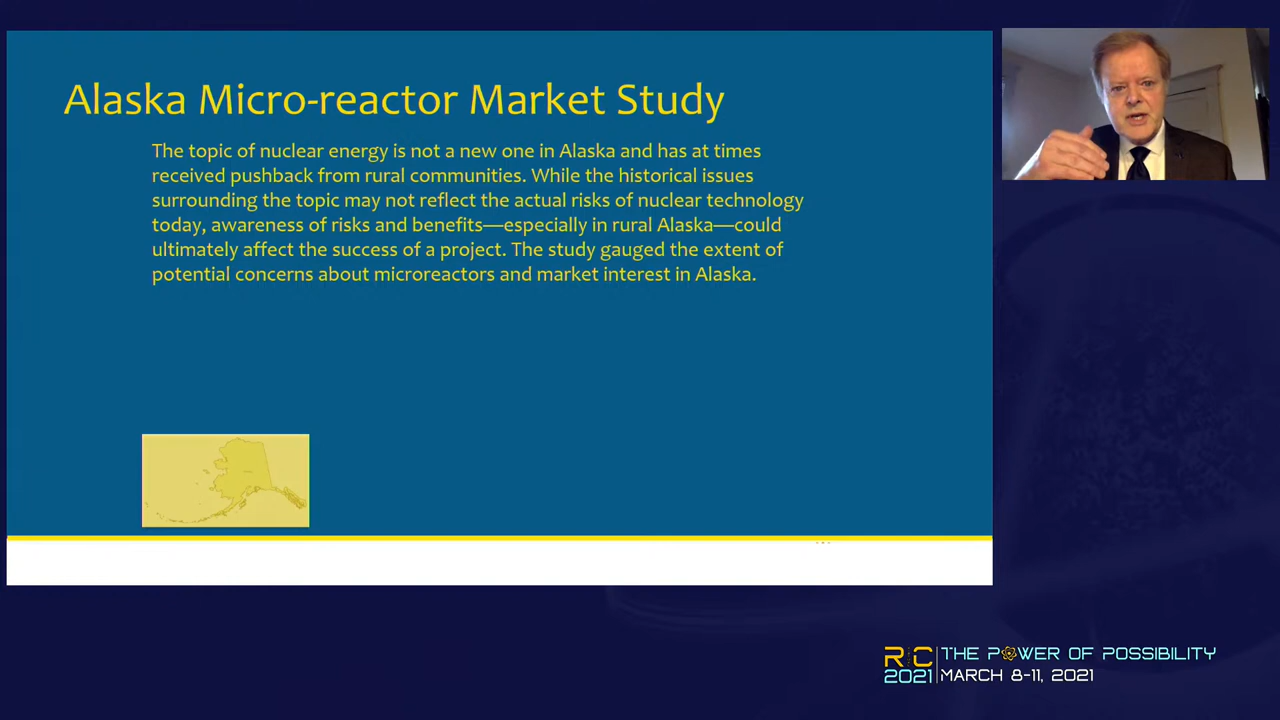 Alaska Micro-reactor Market Study
The topic of nuclear energy is not a new one in Alaska and has at times
received pushback from rural communities. While the historical issues
surrounding the topic may not reflect the actual risks of nuclear technology
today, awareness of risks and benefits—especially in rural Alaska—could
ultimately affect the success of a project. The study gauged the extent of
potential concerns about microreactors and market interest in Alaska.
RIC THE POWER OF POSSIBILITY
2021 MARCH 8-11, 2021